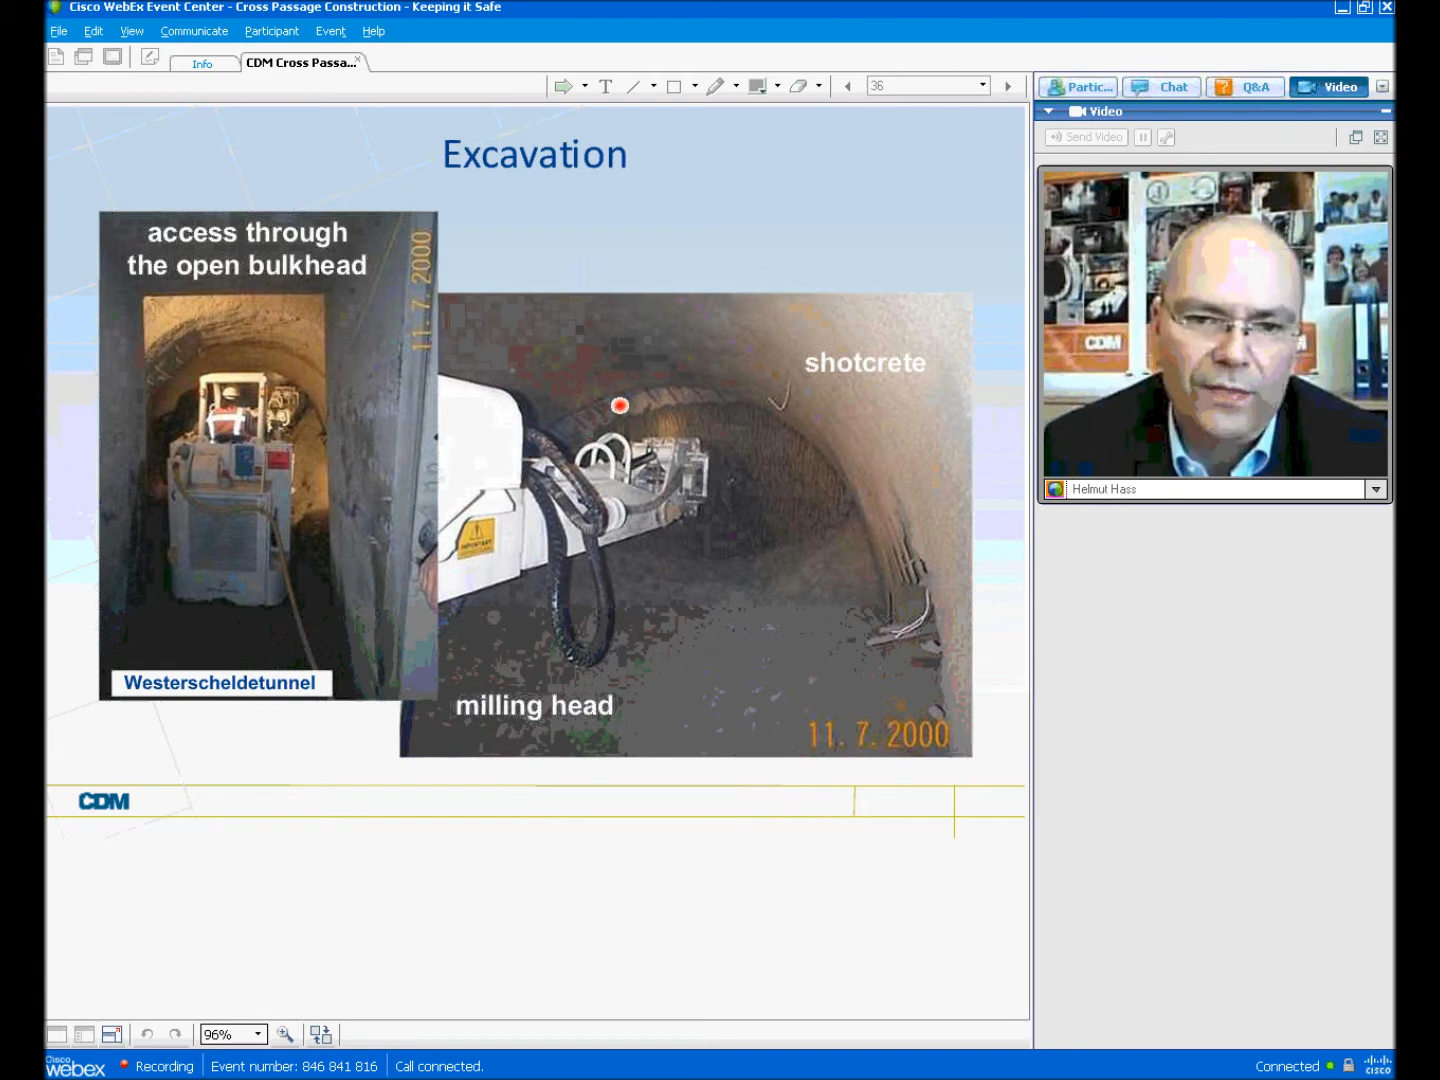 Cisco WebEx Event Center - Cross Passage Construction - Keeping it Safe
File Edit View Communicate Participant Event Help
Info
CDM Cross Passa...
36
Partic...
Chat
Q&A
Video
Video
Send Video
Excavation
access through
the open bulkhead
11. 7. 2000
shotcrete
IMPORTANT
CDM
Helmut Hass
Westerscheldetunnel
milling head
11. 7. 2000
CDM
96%
Cisco
webex
Recording
Event number: 846 841 816
Call connected.
Connected
CISCO